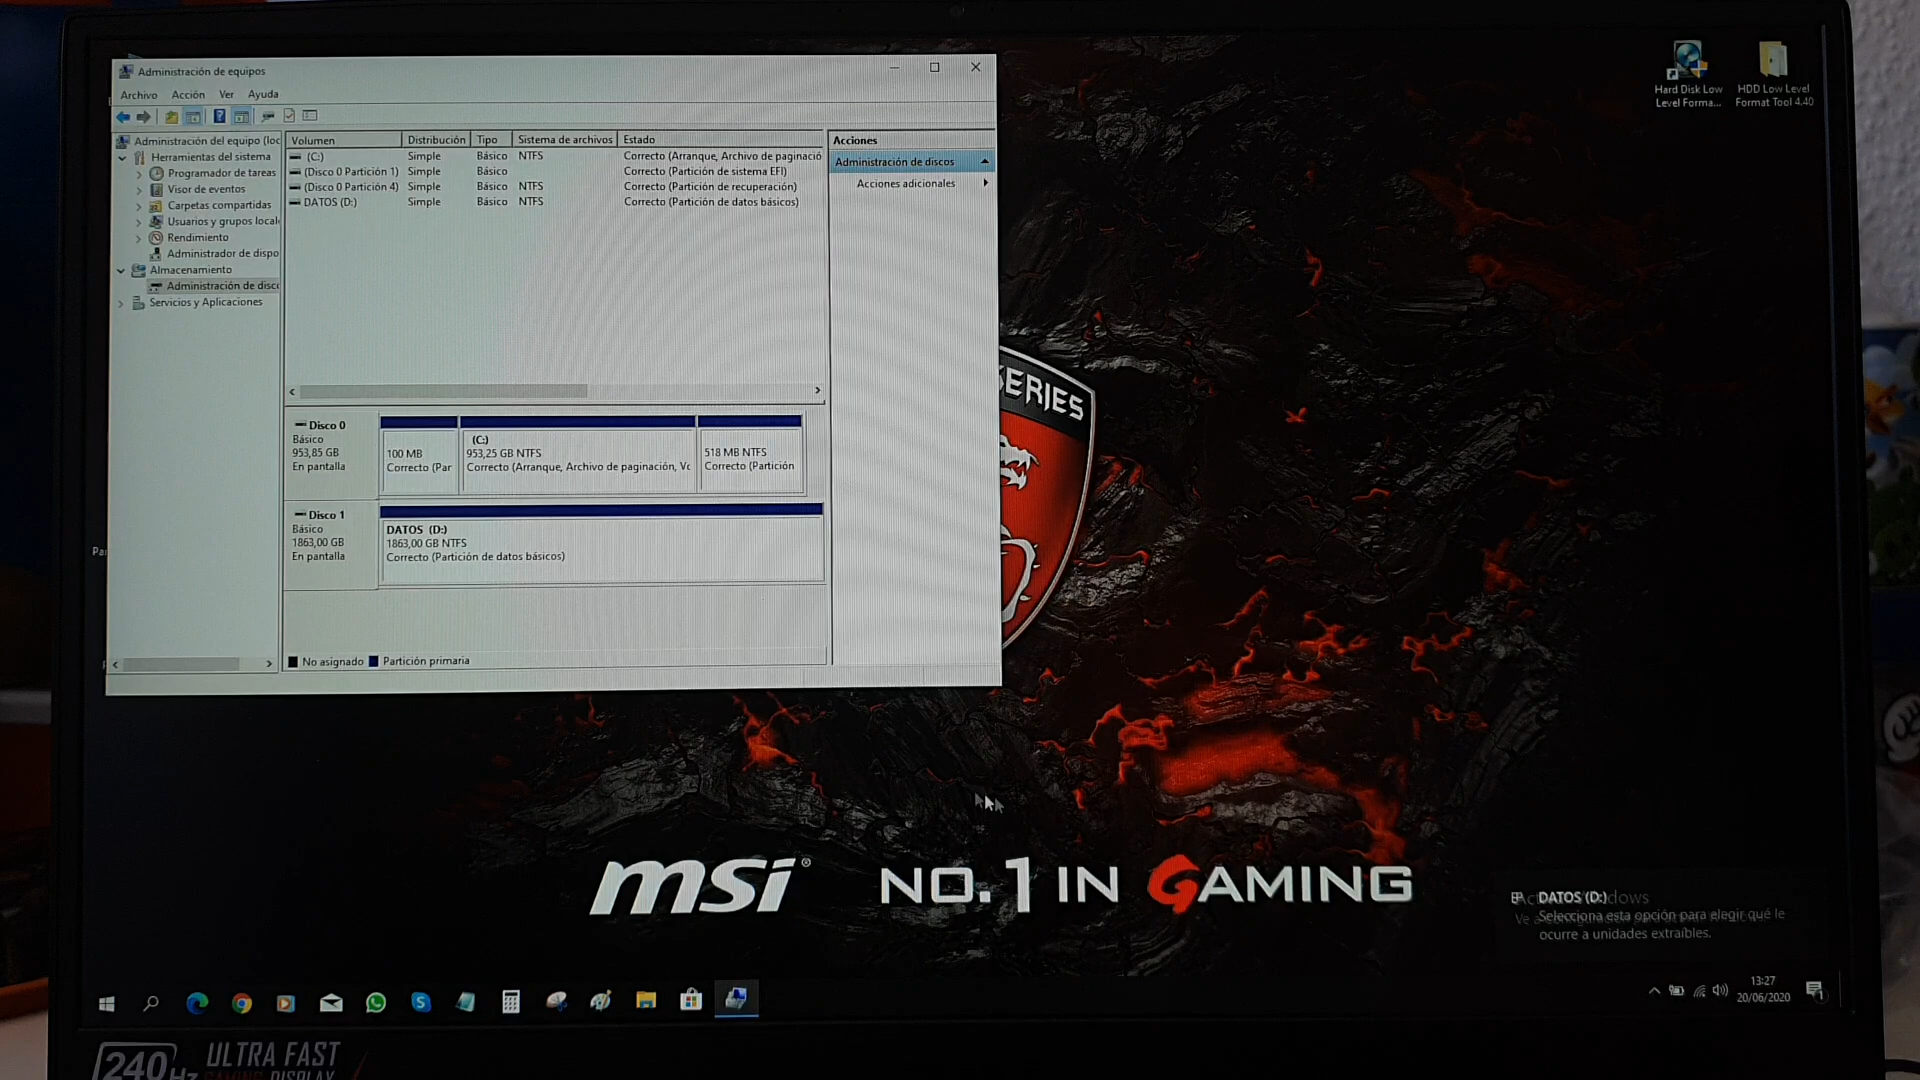 Administración de equipos
Archivo Acción Ver Ayuda
Administración del equipo (loc
Herramientas del sistema
Programador de tareas
Visor de eventos
Carpetas compartidas
Usuarios y grupos local
Rendimiento
Administrador de dispo
Almacenamiento
Administración de disc
Servicios y Aplicaciones
Volumen Distribución Tipo Sistema de archivos Estado
(C:) Simple Básico NTFS Correcto (Arranque, Archivo de paginació
(Disco 0 Partición 1) Simple Básico Correcto (Partición de sistema EFI)
(Disco 0 Partición 4) Simple Básico NTFS Correcto (Partición de recuperación)
DATOS (D:) Simple Básico NTFS Correcto (Partición de datos básicos)
Acciones
Administración de discos
Acciones adicionales
Disco 0
Básico
953,85 GB
En pantalla
100 MB
Correcto (Par
(C:)
953,25 GB NTFS
Correcto (Arranque, Archivo de paginación, Vo
518 MB NTFS
Correcto (Partición
Disco 1
Básico
1863,00 GB
En pantalla
DATOS (D:)
1863,00 GB NTFS
Correcto (Partición de datos básicos)
No asignado Partición primaria
Hard Disk Low
Level Forma...
HDD Low Level
Format Tool 4.40
SERIES
msi® NO.1 IN GAMING
DATOS (D:)
Selecciona esta opción para elegir qué le
ocurre a unidades extraíbles.
13:27
20/06/2020
1
240Hz ULTRA FAST
GAMING DISPLAY